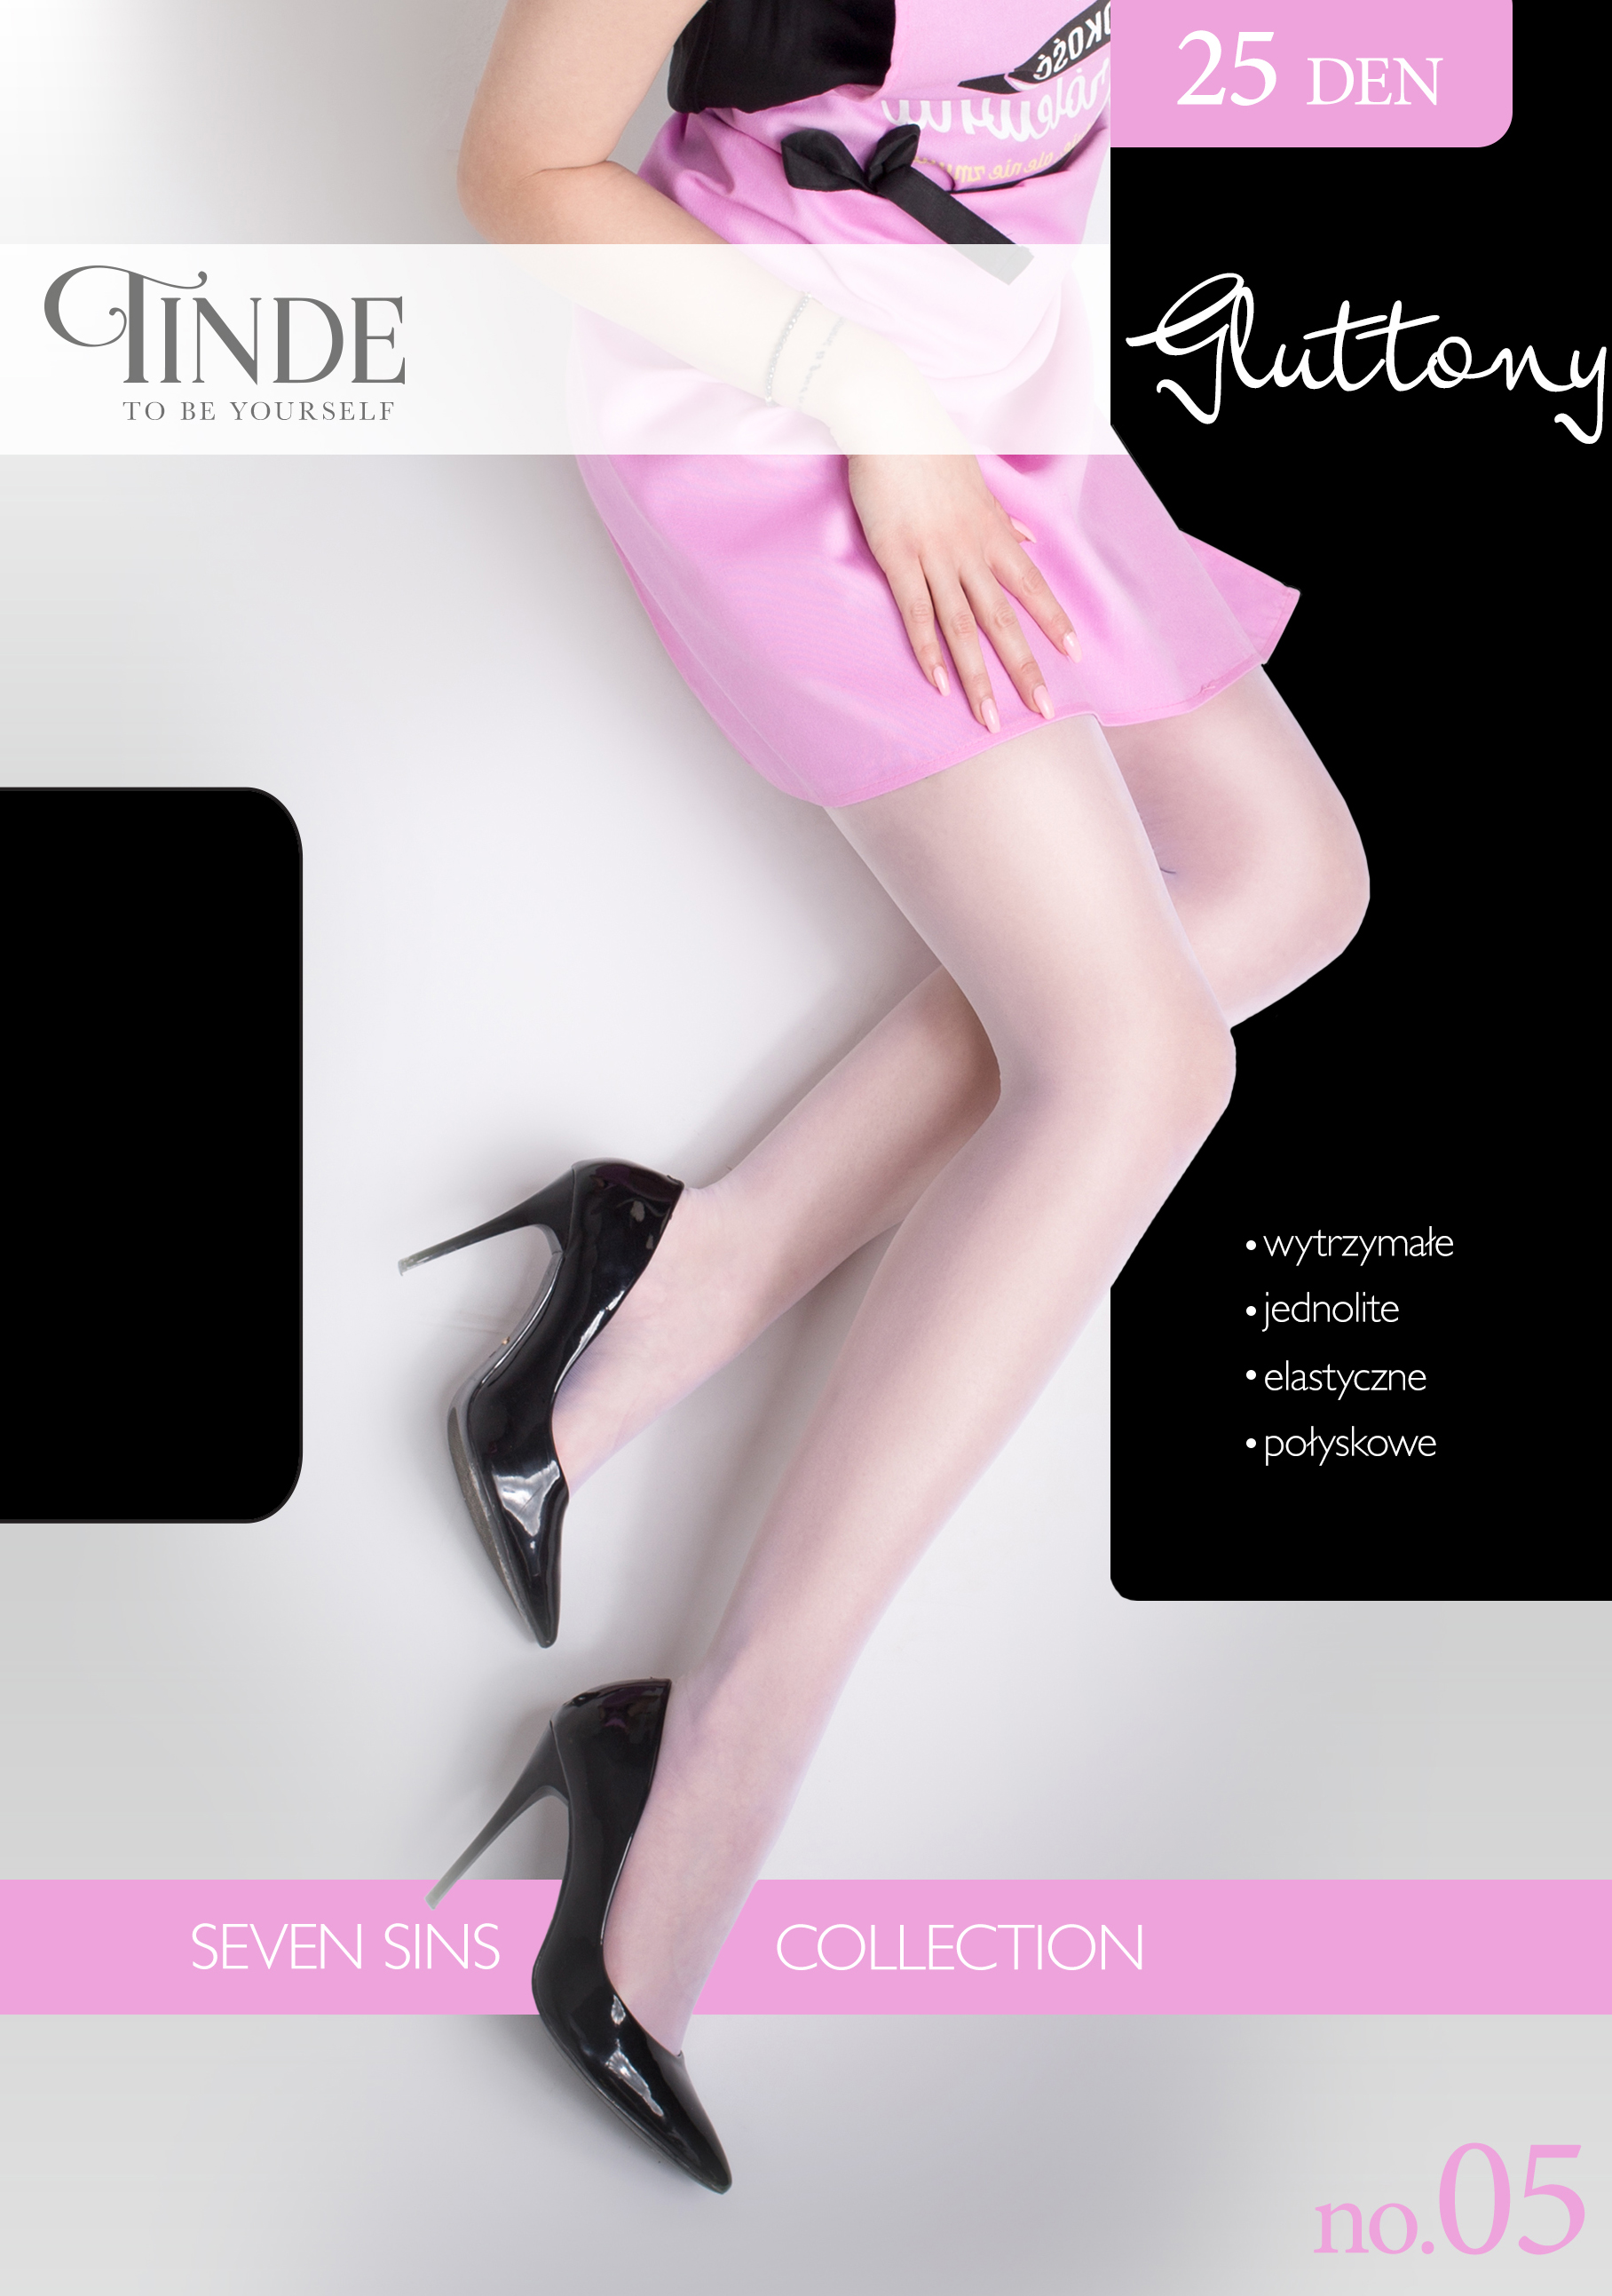 25 DEN
TINDE
TO BE YOURSELF
Gluttony
• wytrzymałe
• jednolite
• elastyczne
• połyskowe
SEVEN SINS COLLECTION
no.05